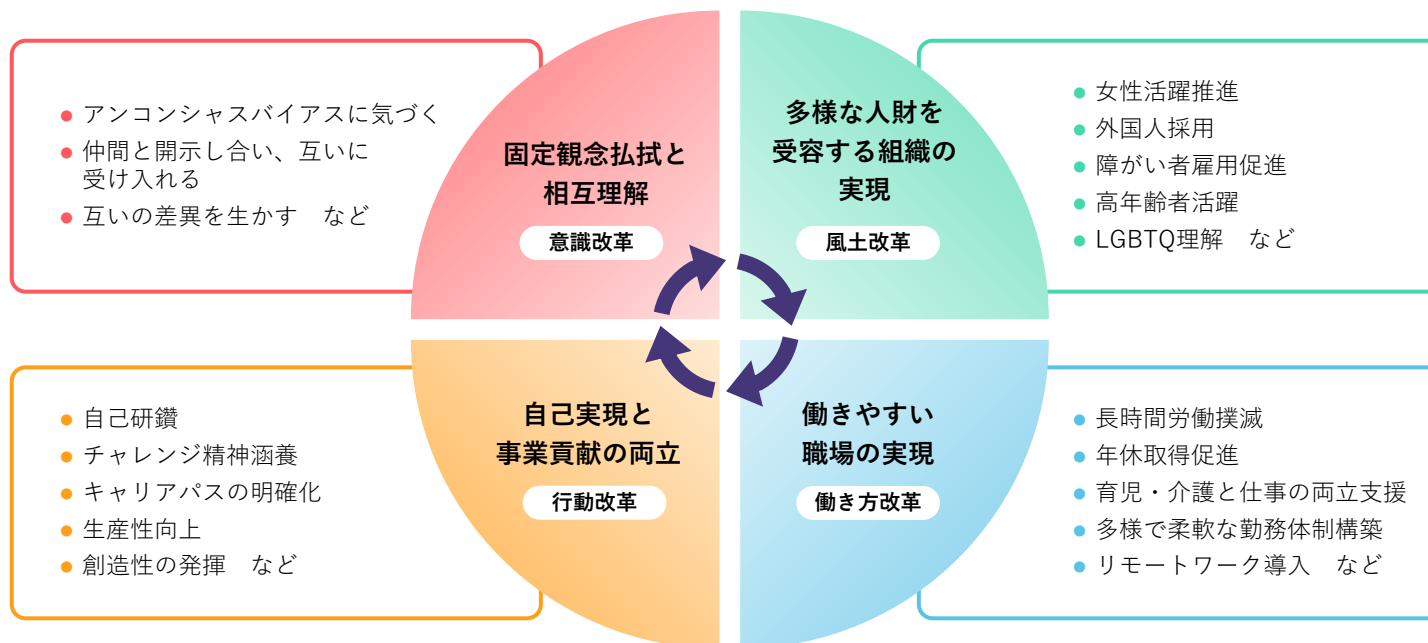 アンコンシャスバイアスに気づく
仲間と開示し合い、互いに
受け入れる
互いの差異を生かす　など
固定観念払拭と
相互理解
意識改革
多様な人財を
受容する組織の
実現
風土改革
女性活躍推進
外国人採用
障がい者雇用促進
高年齢者活躍
LGBTQ理解　など
自己研鑽
チャレンジ精神涵養
キャリアパスの明確化
生産性向上
創造性の発揮　など
自己実現と
事業貢献の両立
行動改革
働きやすい
職場の実現
働き方改革
長時間労働撲滅
年休取得促進
育児・介護と仕事の両立支援
多様で柔軟な勤務体制構築
リモートワーク導入　など